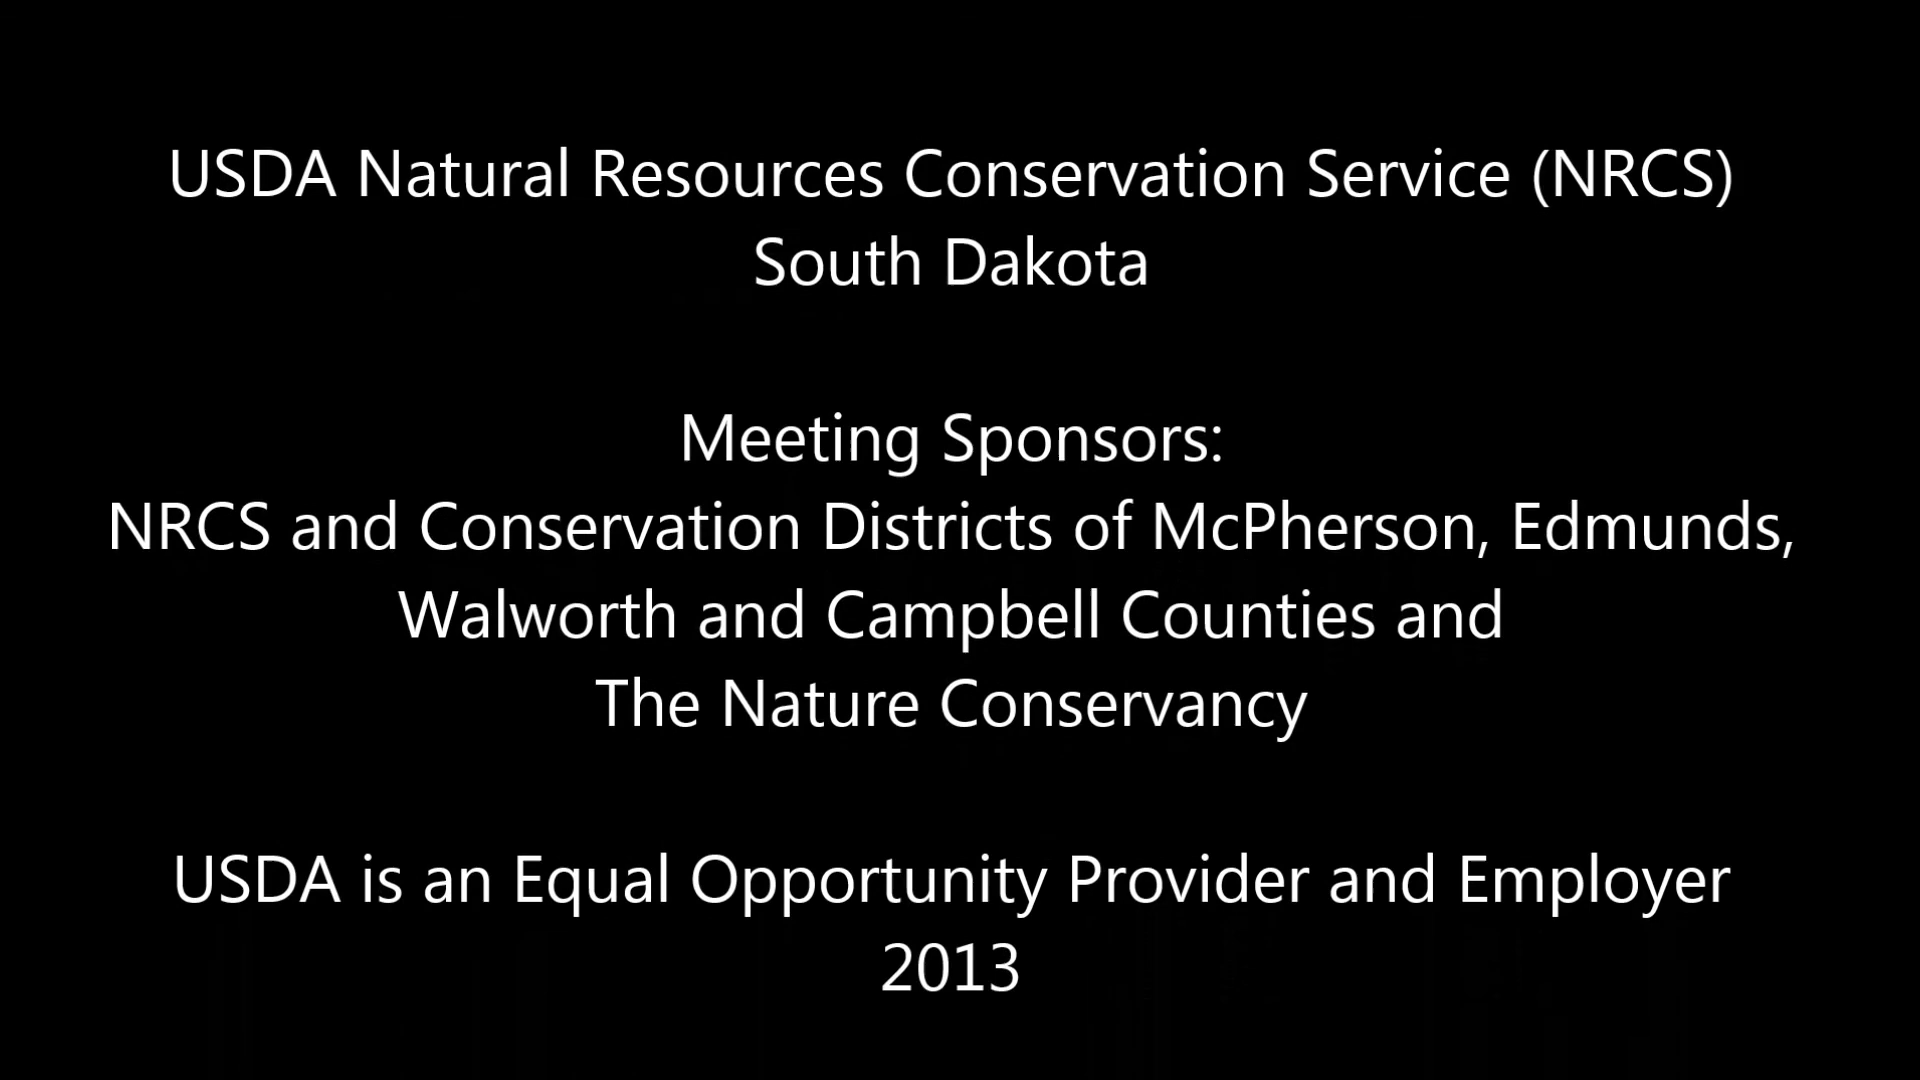 USDA Natural Resources Conservation Service (NRCS)
South Dakota
Meeting Sponsors:
NRCS and Conservation Districts of McPherson, Edmunds,
Walworth and Campbell Counties and
The Nature Conservancy
USDA is an Equal Opportunity Provider and Employer
2013